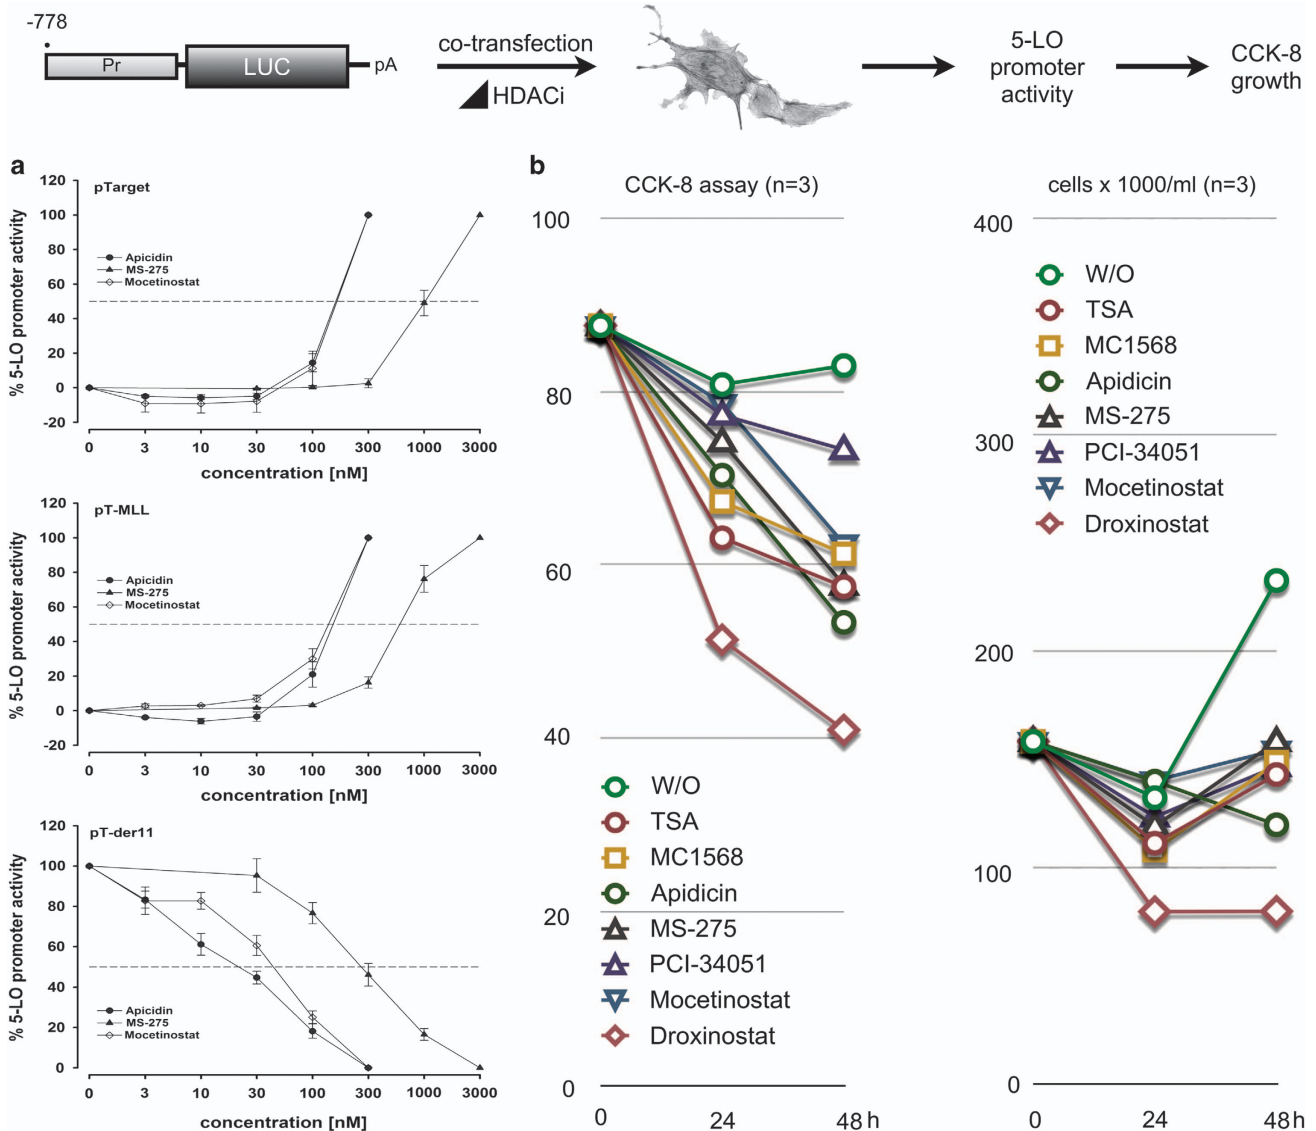 -778
Pr
LUC
pA
co-transfection
HDACi
5-LO
promoter
activity
CCK-8
growth
a
pTarget
% 5-LO promoter activity
120
100
80
60
40
20
0
-20
Apicidin
MS-275
Mocetinostat
0 3 10 30 100 300 1000 3000
concentration [nM]
pT-MLL
% 5-LO promoter activity
120
100
80
60
40
20
0
-20
Apicidin
MS-275
Mocetinostat
0 3 10 30 100 300 1000 3000
concentration [nM]
pT-der11
% 5-LO promoter activity
120
100
80
60
40
20
0
Apicidin
MS-275
Mocetinostat
0 3 10 30 100 300 1000 3000
concentration [nM]
b
CCK-8 assay (n=3)
100
80
60
40
20
0
W/O
TSA
MC1568
Apidicin
MS-275
PCI-34051
Mocetinostat
Droxinostat
0 24 48 h
cells x 1000/ml (n=3)
400
300
200
100
0
W/O
TSA
MC1568
Apidicin
MS-275
PCI-34051
Mocetinostat
Droxinostat
0 24 48 h